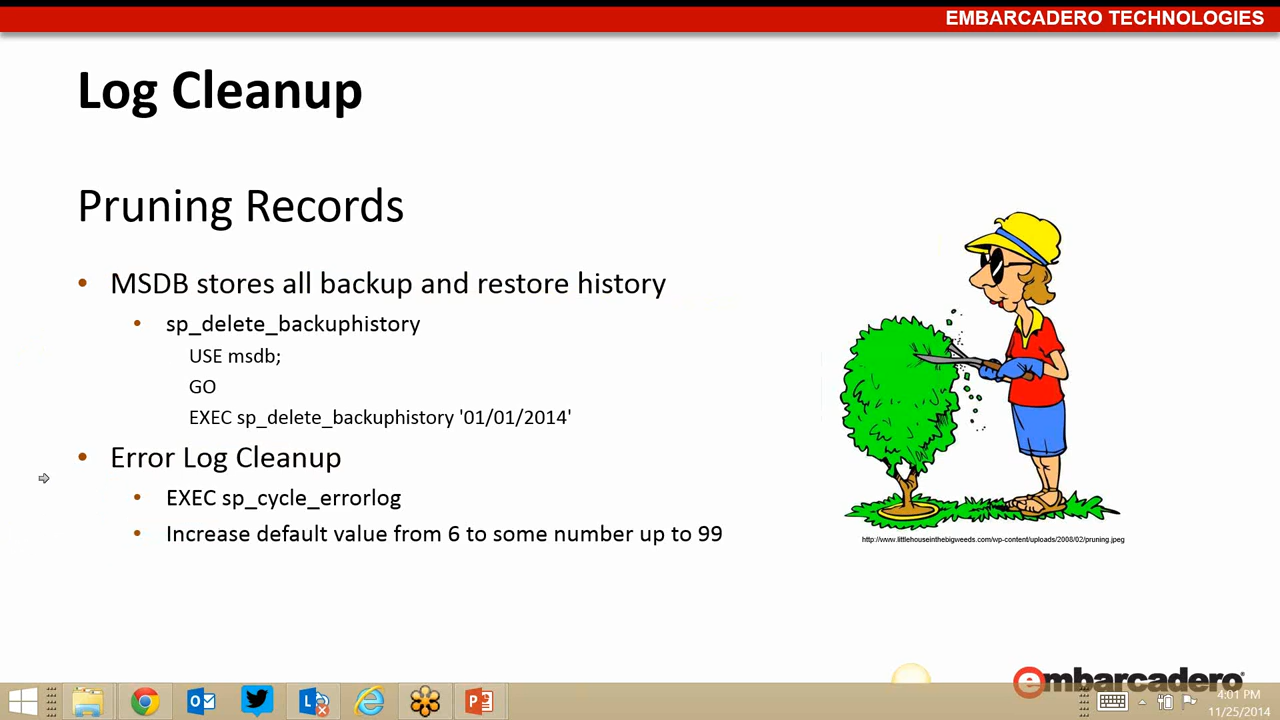 EMBARCADERO TECHNOLOGIES
Log Cleanup
Pruning Records
• MSDB stores all backup and restore history
• sp_delete_backuphistory
USE msdb;
GO
EXEC sp_delete_backuphistory '01/01/2014'
• Error Log Cleanup
• EXEC sp_cycle_errorlog
• Increase default value from 6 to some number up to 99
http://www.littlehouseinthebigweeds.com/wp-content/uploads/2008/02/pruning.jpeg
embarcadero®
4:01 PM
11/25/2014